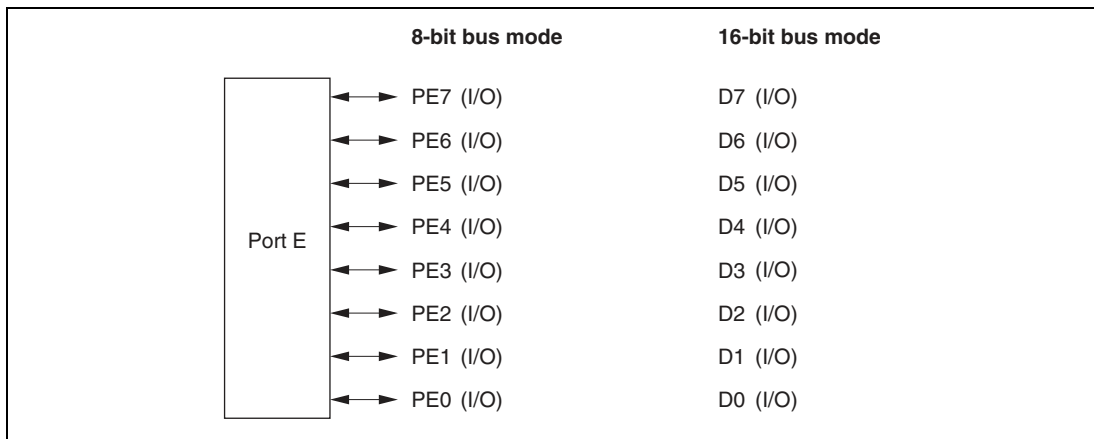 8-bit bus mode 16-bit bus mode
PE7 (I/O) D7 (I/O)
PE6 (I/O) D6 (I/O)
PE5 (I/O) D5 (I/O)
Port E PE4 (I/O) D4 (I/O)
PE3 (I/O) D3 (I/O)
PE2 (I/O) D2 (I/O)
PE1 (I/O) D1 (I/O)
PE0 (I/O) D0 (I/O)